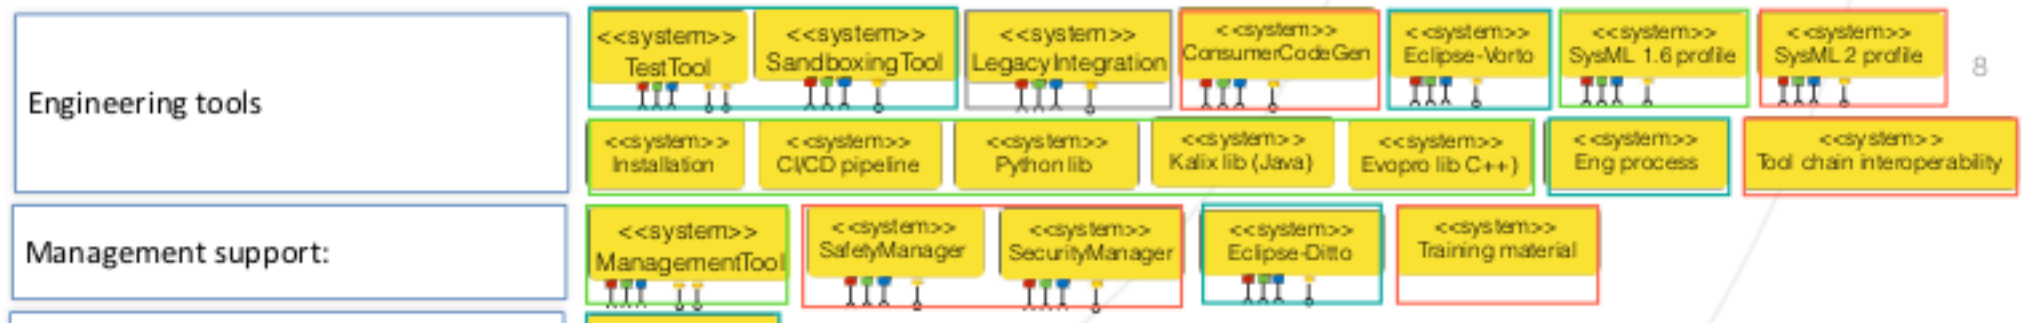 Engineering tools
<<system>> TestTool
<<system>> SandboxingTool
<<system>> LegacyIntegration
<<system>> ConsumerCodeGen
<<system>> Eclipse-Vorto
<<system>> SysML 1.6 profile
<<system>> SysML 2 profile
8
<<system>> Installation
<<system>> CI/CD pipeline
<<system>> Python lib
<<system>> Kalix lib (Java)
<<system>> Evopro lib C++)
<<system>> Eng process
<<system>> Tool chain interoperability
Management support:
<<system>> ManagementTool
<<system>> SafetyManager
<<system>> SecurityManager
<<system>> Eclipse-Ditto
<<system>> Training material